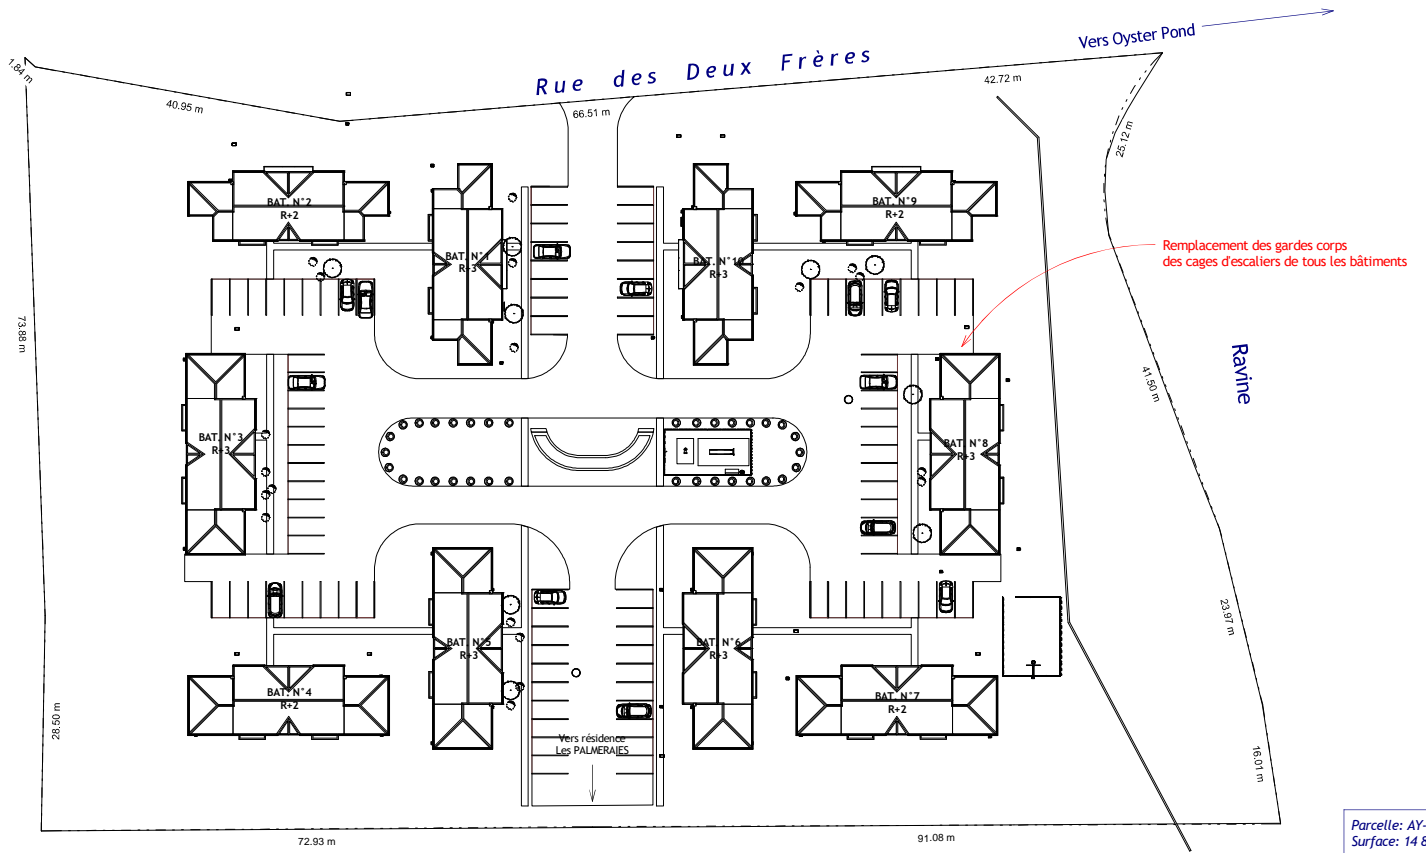 Vers Oyster Pond
Rue des Deux Frères
1.84 m
40.95 m
66.51 m
42.72 m
25.12 m
BAT. N°2
R+2
BAT. N°1
R+3
BAT. N°10
R+3
BAT. N°9
R+2
Remplacement des gardes corps
des cages d'escaliers de tous les bâtiments
73.88 m
Ravine
41.50 m
BAT. N°3
R+3
BAT. N°8
R+3
23.97 m
BAT. N°5
R+3
BAT. N°6
R+3
BAT. N°4
R+2
BAT. N°7
R+2
28.50 m
Vers résidence
Les PALMERAIES
16.01 m
72.93 m
91.08 m
Parcelle: AY-
Surface: 14 8